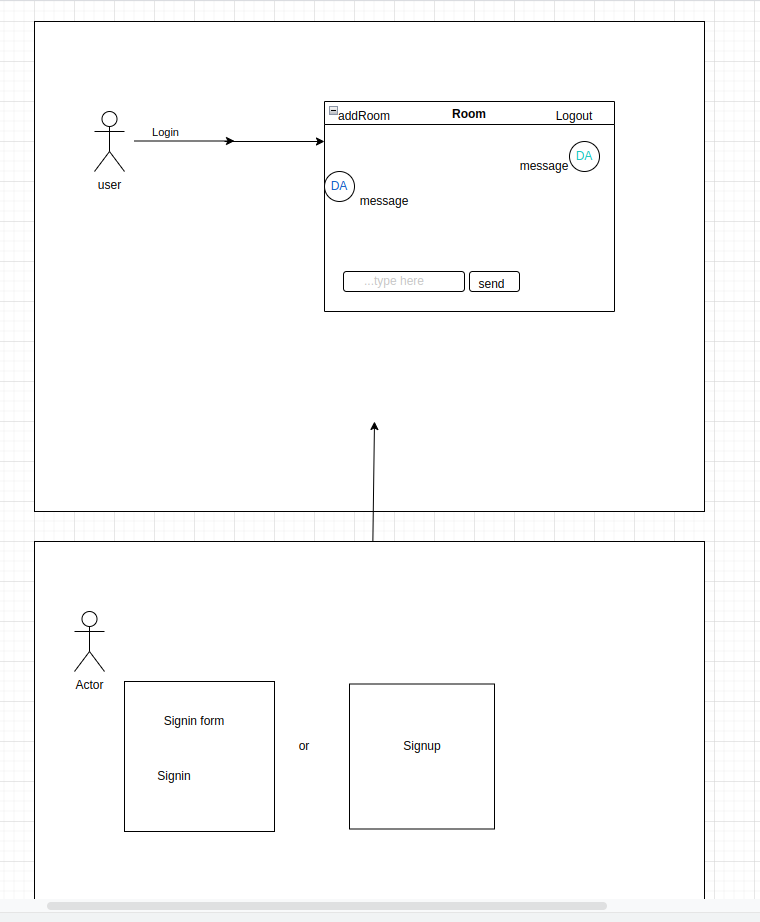 addRoom
Room
Logout
Login
message
DA
user
DA
message
...type here
send
Actor
Signin form
or
Signup
Signin